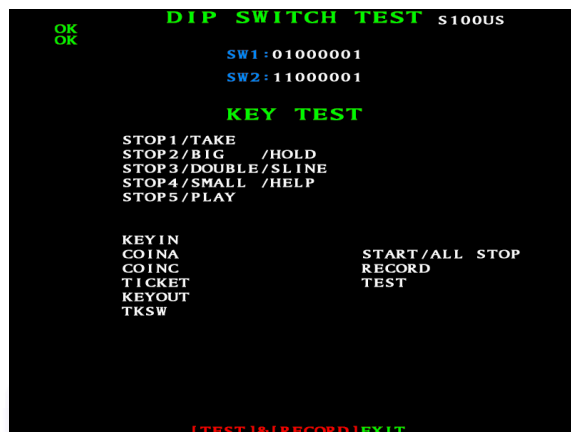 DIP SWITCH TEST S100US
OK
OK
SW1:01000001
SW2:11000001
KEY TEST
STOP1/TAKE
STOP2/BIG /HOLD
STOP3/DOUBLE/SLINE
STOP4/SMALL /HELP
STOP5/PLAY
KEYIN
COINA START/ALL STOP
COINC RECORD
TICKET TEST
KEYOUT
TKSW
[TEST]&[RECORD]EXIT